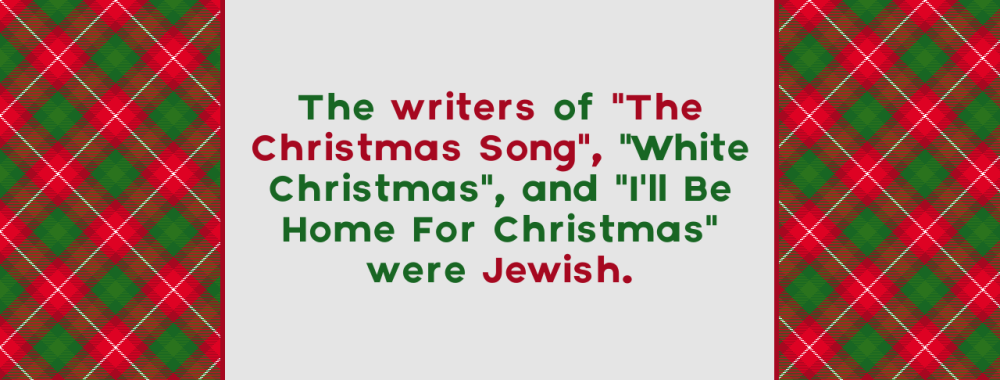 The writers of "The
Christmas Song", "White
Christmas", and "I'll Be
Home For Christmas"
were Jewish.